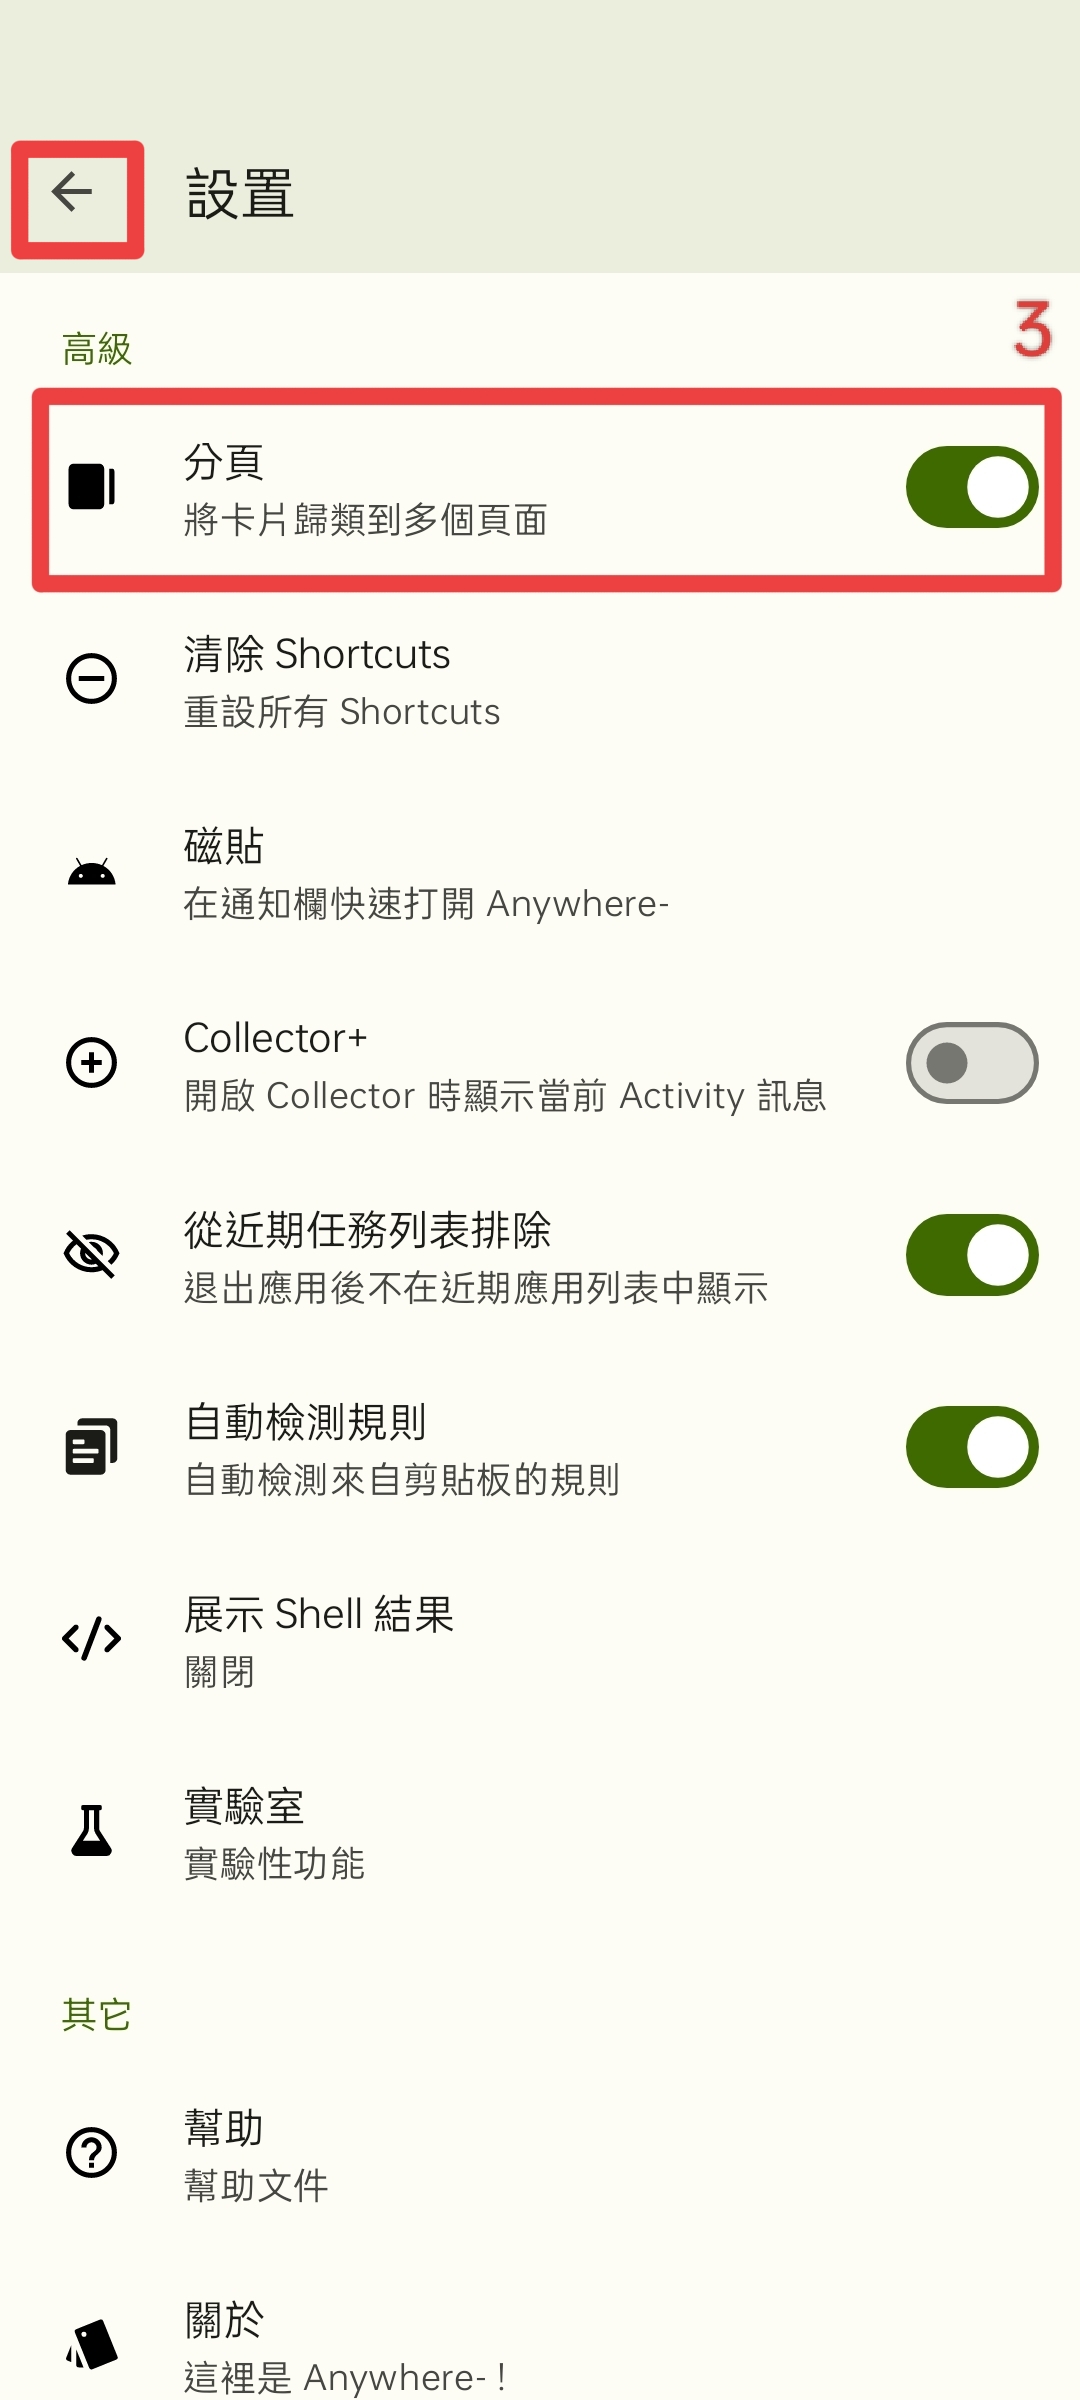 設置
3
高級
分頁
將卡片歸類到多個頁面
清除 Shortcuts
重設所有 Shortcuts
磁貼
在通知欄快速打開 Anywhere-
Collector+
開啟 Collector 時顯示當前 Activity 訊息
從近期任務列表排除
退出應用後不在近期應用列表中顯示
自動檢測規則
自動檢測來自剪貼板的規則
展示 Shell 結果
關閉
實驗室
實驗性功能
其它
幫助
幫助文件
關於
這裡是 Anywhere-！